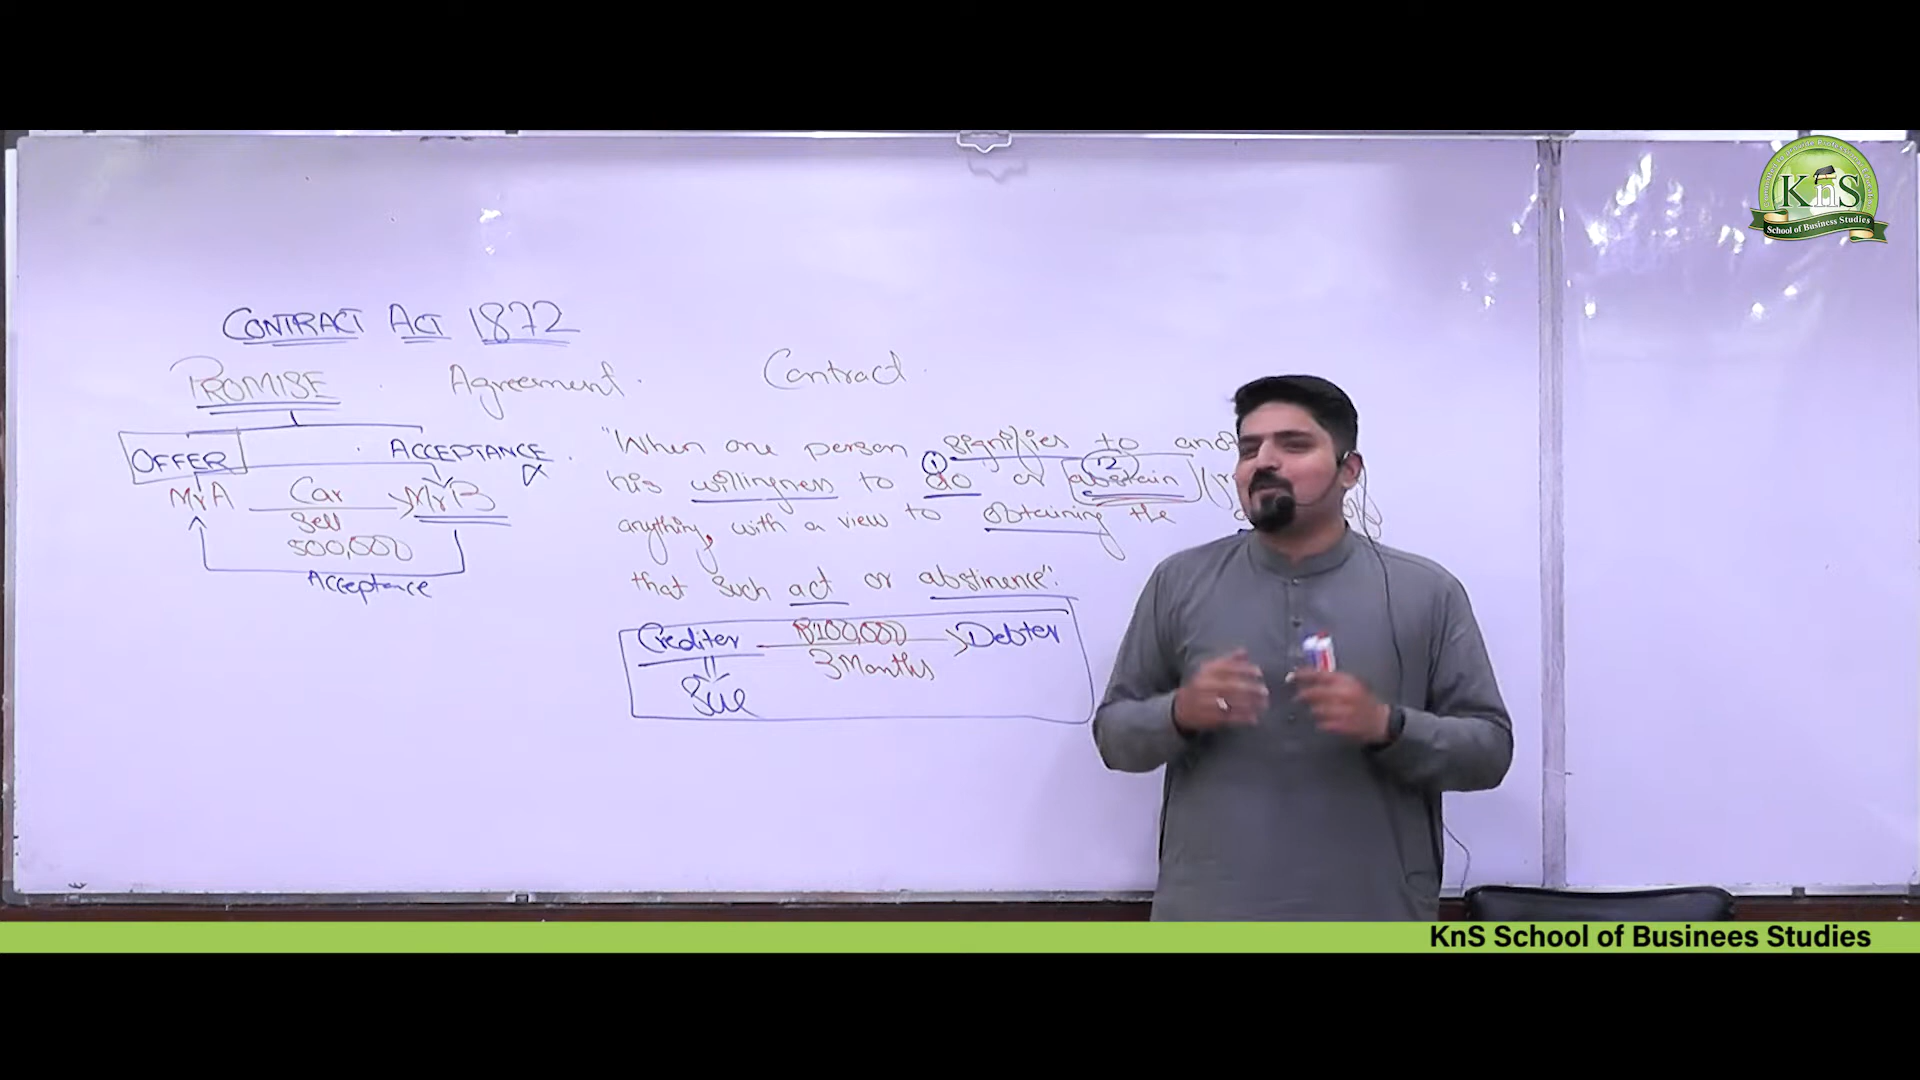 KnS
School of Business Studies
CONTRACT ACT 1872
PROMISE Agreement Contract
OFFER ACCEPTANCE
Mr A Car Mr B
Sell
500,000
Acceptance
"When one person signifies to
his willingness to do or abstain
anything, with a view to obtaining the
that such act or abstinence".
1
2
Crediter 100,000 Debter
3 Months
Sue
KnS School of Businees Studies